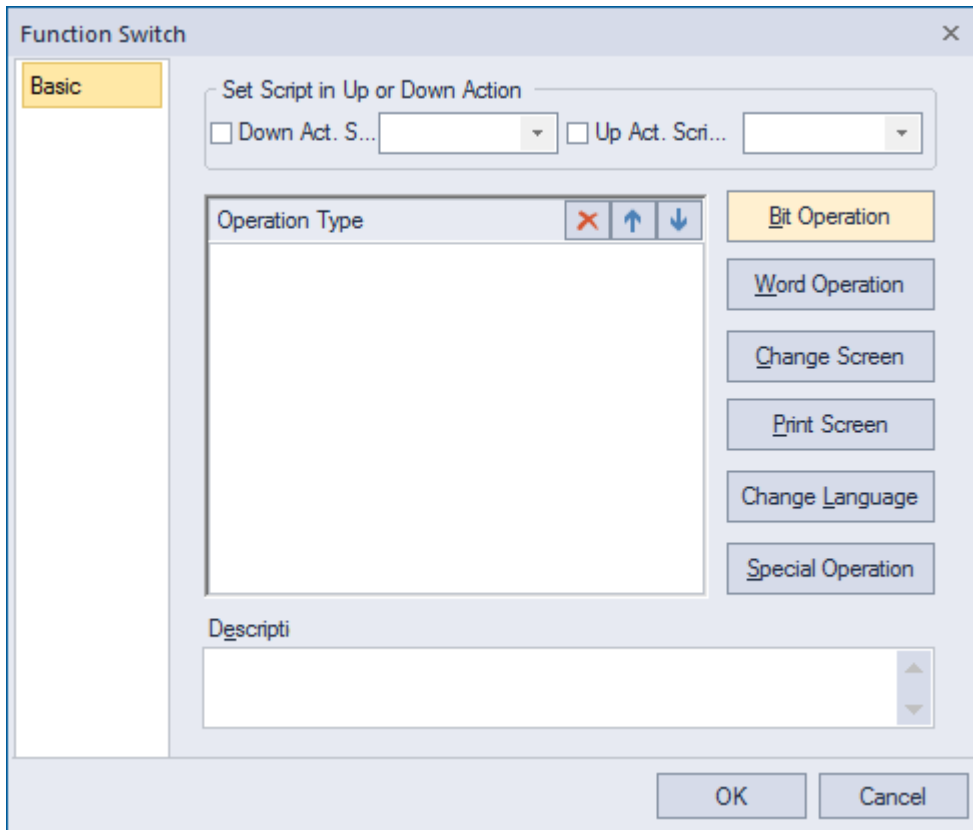 Function Switch
Basic
Set Script in Up or Down Action
Down Act. S...
Up Act. Scri...
Operation Type
Bit Operation
Word Operation
Change Screen
Print Screen
Change Language
Special Operation
Descripti
OK
Cancel